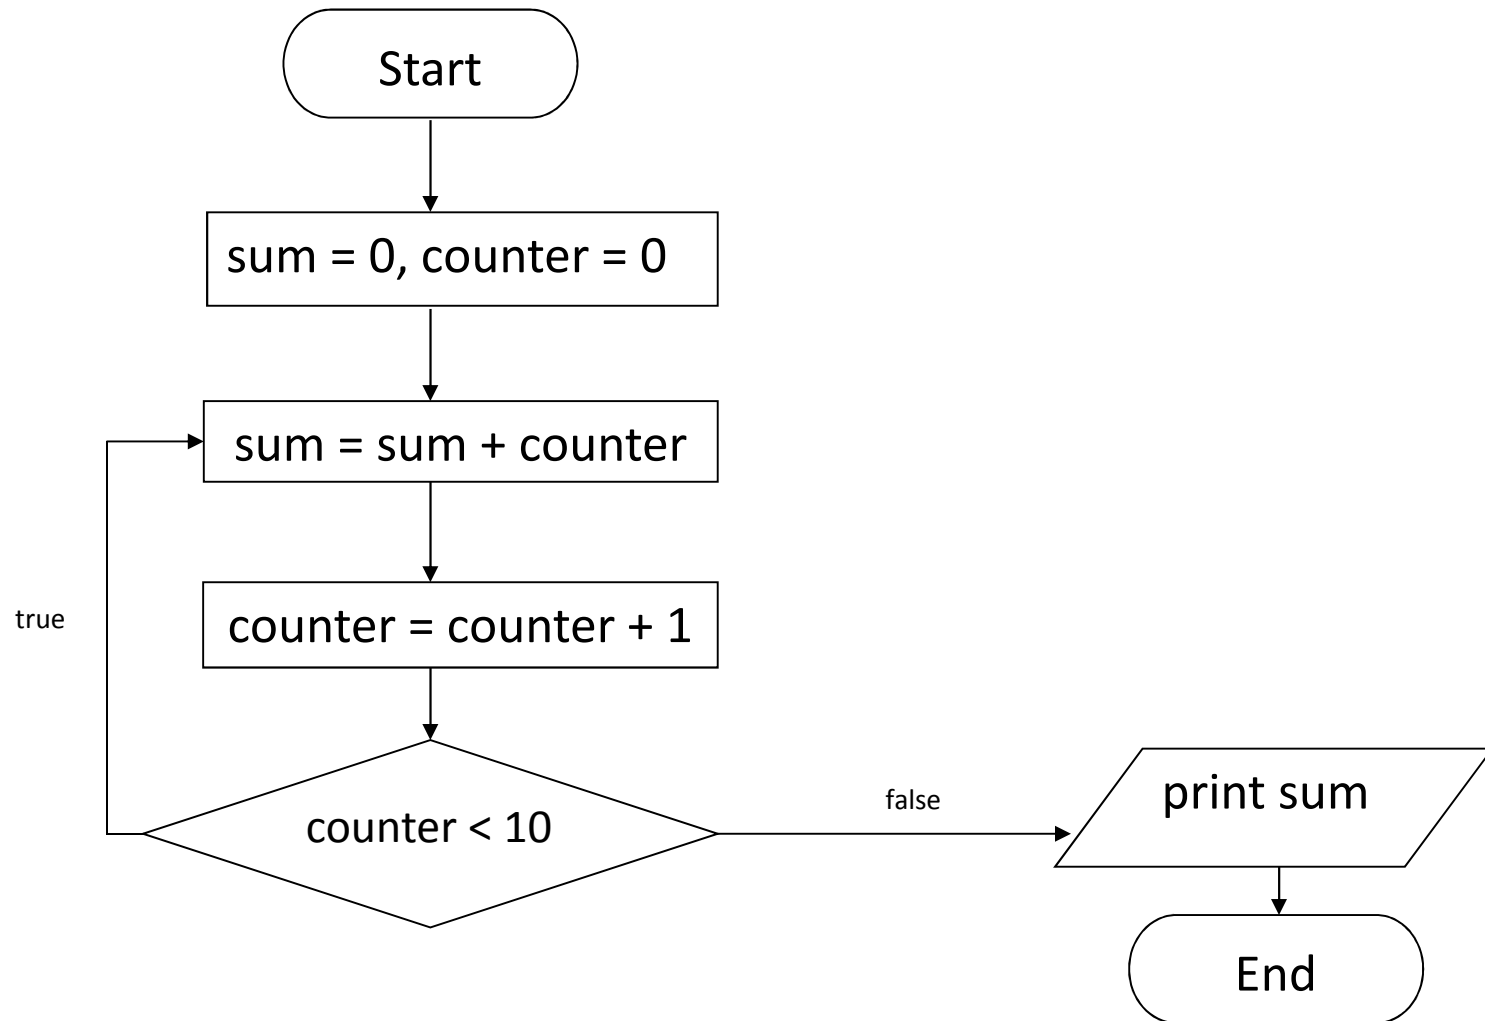 Start
sum = 0, counter = 0
sum = sum + counter
true
counter = counter + 1
counter < 10
false
print sum
End